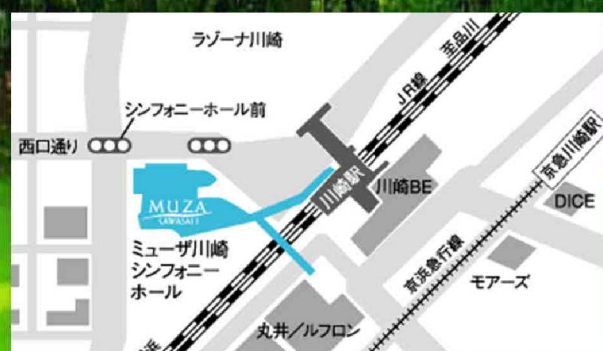 ラゾーナ川崎
至品川
JR線
シンフォニーホール前
西口通り
京急川崎駅
川崎駅
川崎BE
DICE
MUZA
KAWASAKI
ミューザ川崎
シンフォニー
ホール
京浜急行線
モアーズ
丸井/ルフロン
浜